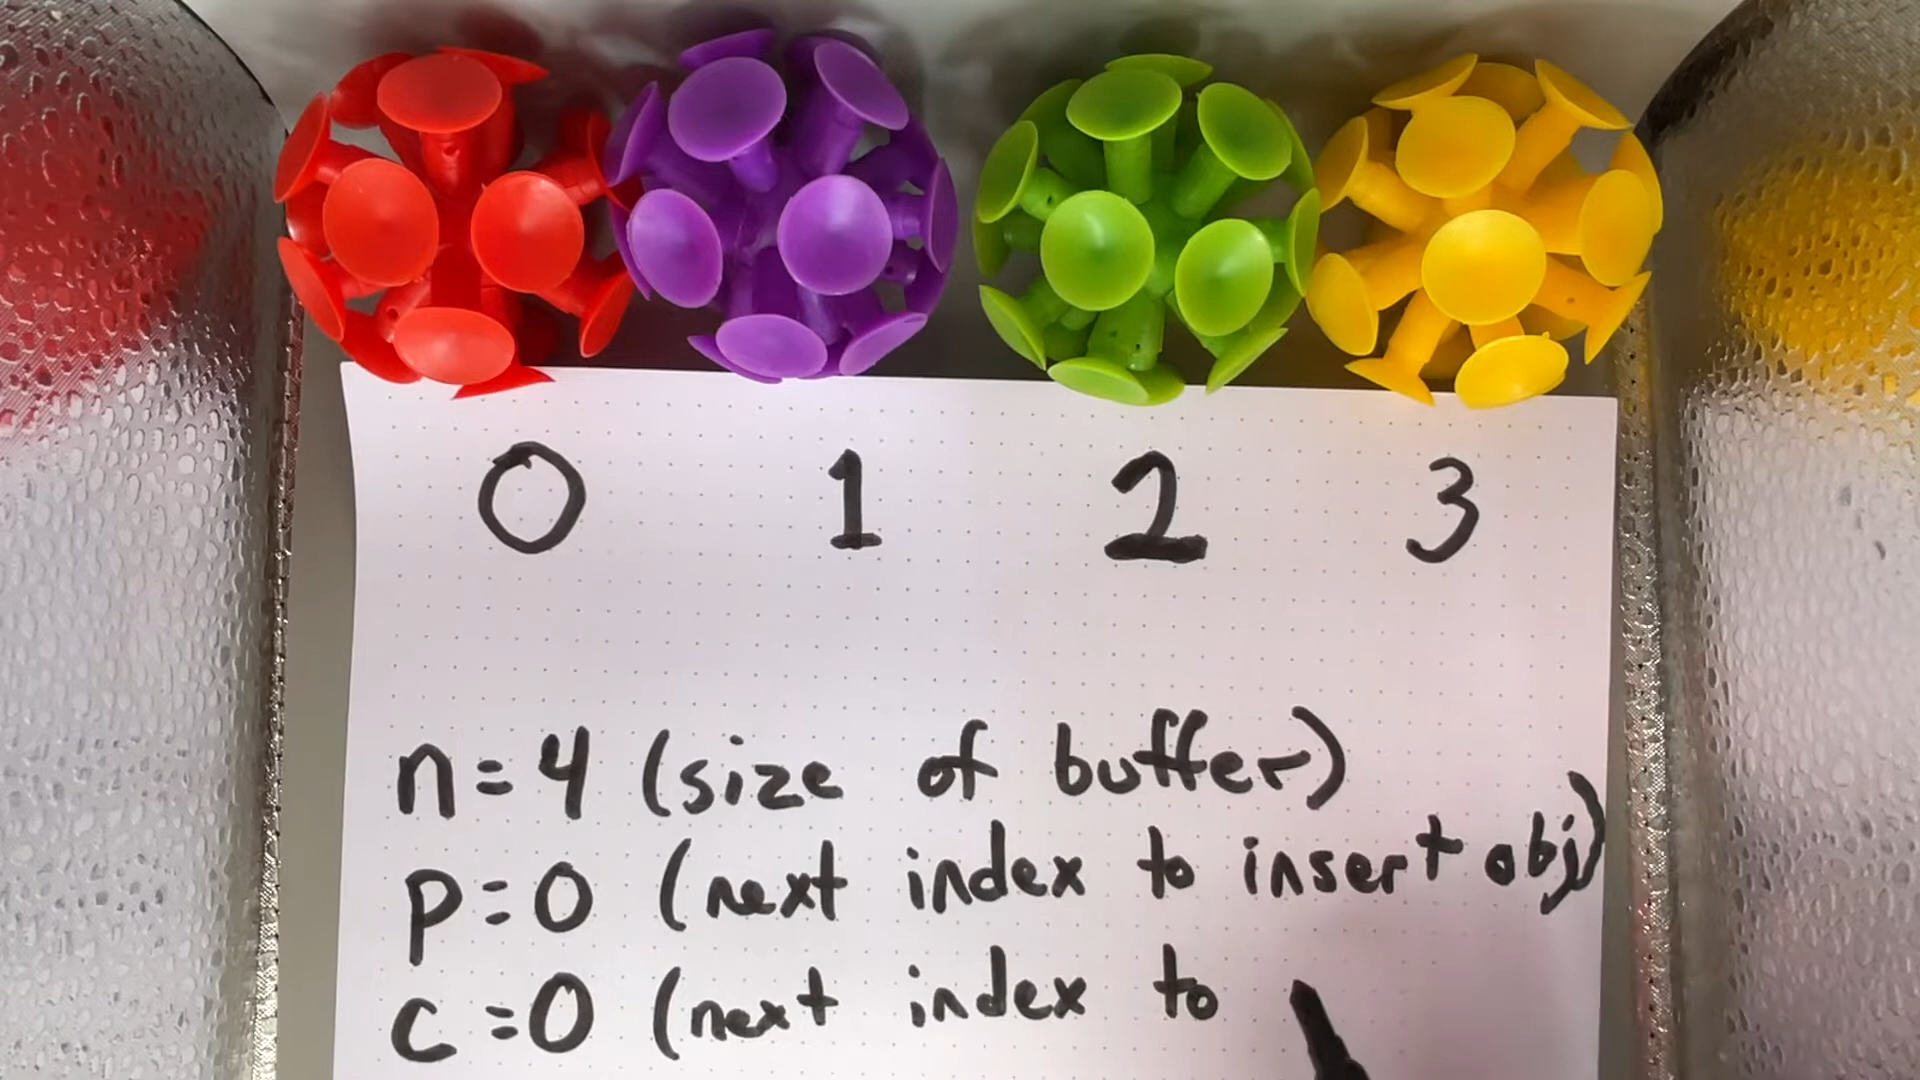 0 1 2 3
n=4 (size of buffer)
p=0 (next index to insert obj)
c=0 (next index to